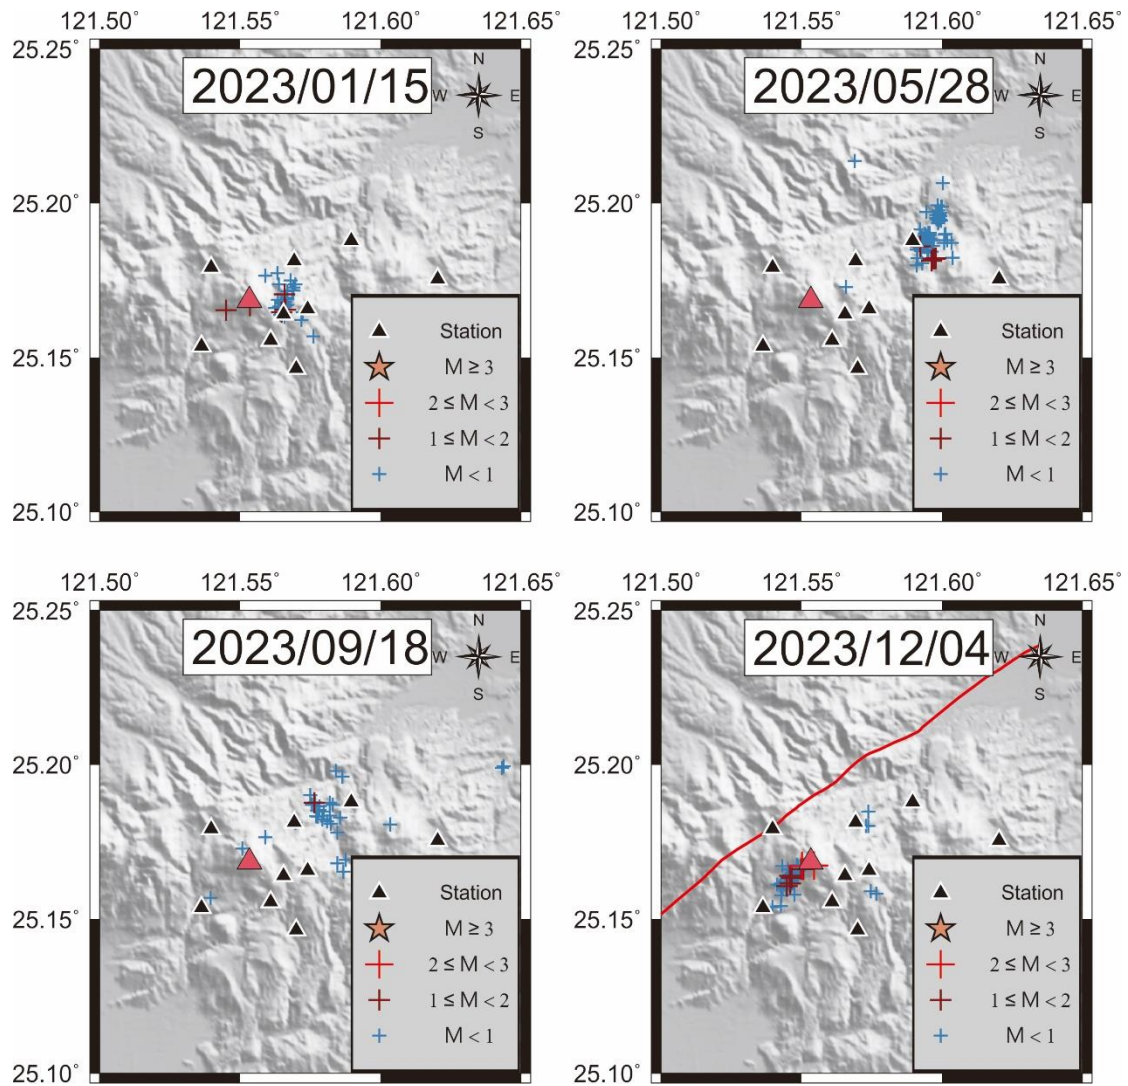 121.50° 121.55° 121.60° 121.65°
25.25°
25.20°
25.15°
25.10°
2023/01/15
N
W E
S
Station
M ≥ 3
2 ≤ M < 3
1 ≤ M < 2
M < 1
121.50° 121.55° 121.60° 121.65°
25.25°
25.20°
25.15°
25.10°
2023/05/28
N
W E
S
Station
M ≥ 3
2 ≤ M < 3
1 ≤ M < 2
M < 1
121.50° 121.55° 121.60° 121.65°
25.25°
25.20°
25.15°
25.10°
2023/09/18
N
W E
S
Station
M ≥ 3
2 ≤ M < 3
1 ≤ M < 2
M < 1
121.50° 121.55° 121.60° 121.65°
25.25°
25.20°
25.15°
25.10°
2023/12/04
N
W E
S
Station
M ≥ 3
2 ≤ M < 3
1 ≤ M < 2
M < 1